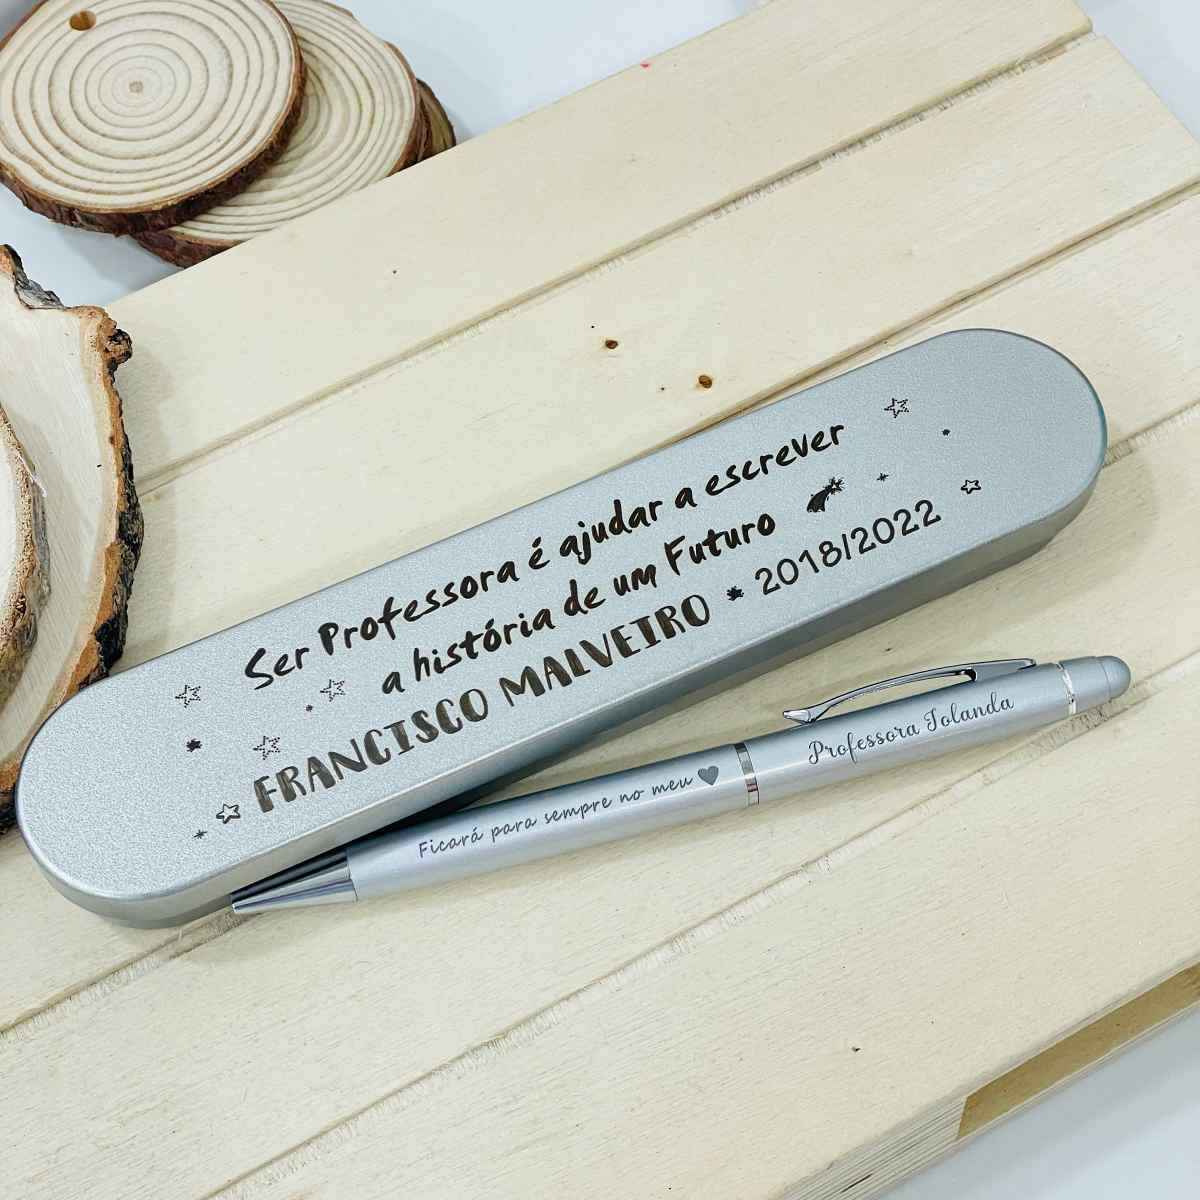 Ser Professora é ajudar a escrever
a história de um Futuro
FRANCISCO MALVEIRO * 2018/2022
Ficará para sempre no meu ♥
Professora Iolanda